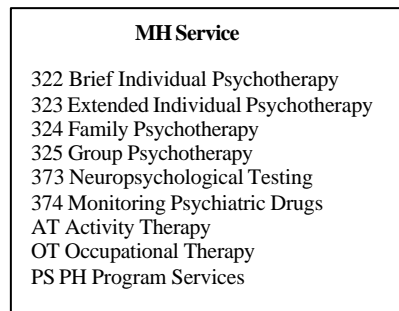 MH Service
322 Brief Individual Psychotherapy
323 Extended Individual Psychotherapy
324 Family Psychotherapy
325 Group Psychotherapy
373 Neuropsychological Testing
374 Monitoring Psychiatric Drugs
AT Activity Therapy
OT Occupational Therapy
PS PH Program Services